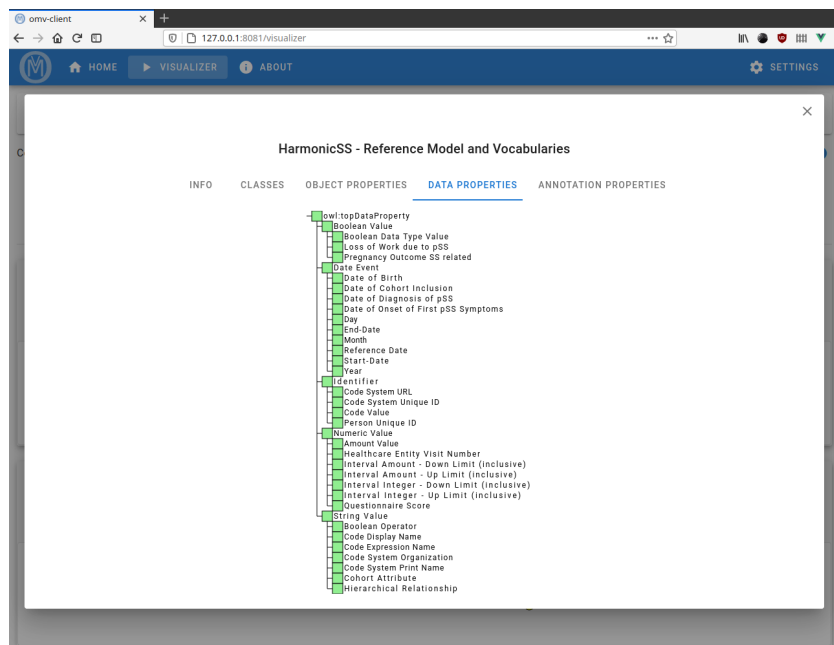 omv-client
127.0.0.1:8081/visualizer
HOME
VISUALIZER
ABOUT
SETTINGS
HarmonicSS - Reference Model and Vocabularies
INFO
CLASSES
OBJECT PROPERTIES
DATA PROPERTIES
ANNOTATION PROPERTIES
owl:topDataProperty
Boolean Value
Boolean Data Type Value
Loss of Work due to pSS
Pregnancy Outcome SS related
Date Event
Date of Birth
Date of Cohort Inclusion
Date of Diagnosis of pSS
Date of Onset of First pSS Symptoms
Day
End-Date
Month
Reference Date
Start-Date
Year
Identifier
Code System URL
Code System Unique ID
Code Value
Person Unique ID
Numeric Value
Amount Value
Healthcare Entity Visit Number
Interval Amount - Down Limit (inclusive)
Interval Amount - Up Limit (inclusive)
Interval Integer - Down Limit (inclusive)
Interval Integer - Up Limit (inclusive)
Questionnaire Score
String Value
Boolean Operator
Code Display Name
Code Expression Name
Code System Organization
Code System Print Name
Cohort Attribute
Hierarchical Relationship